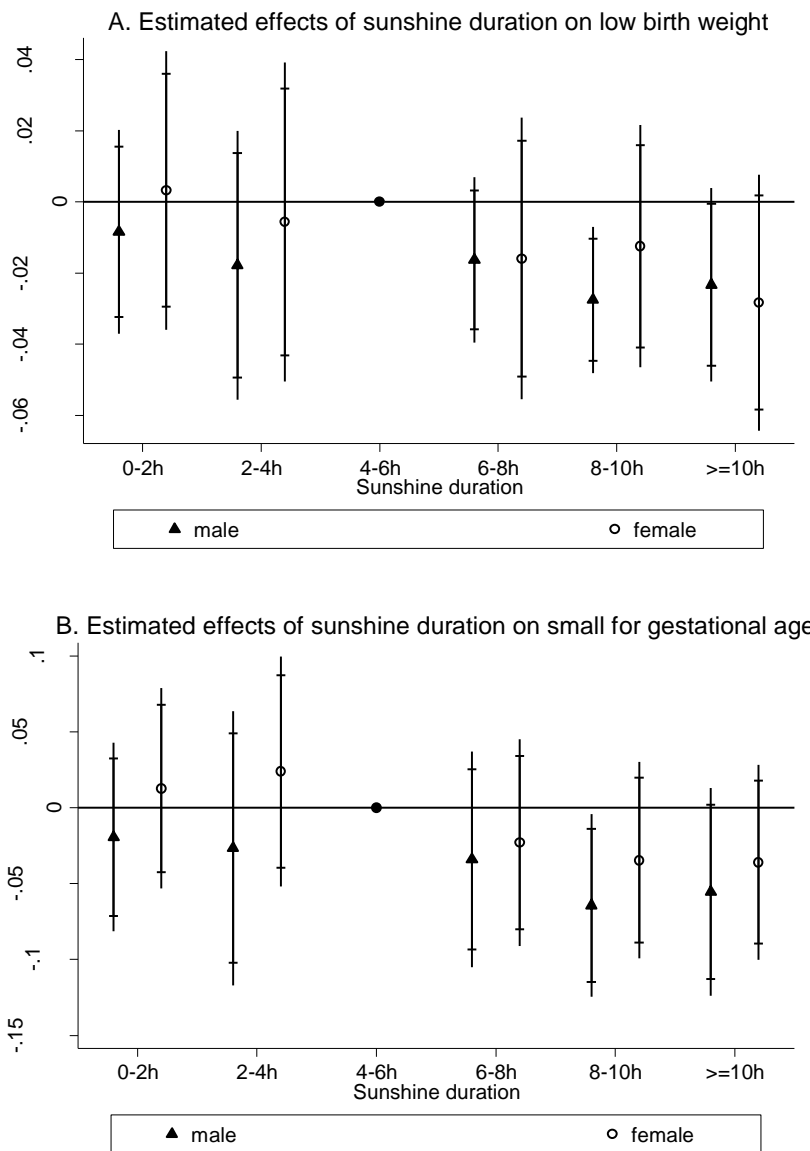 A. Estimated effects of sunshine duration on low birth weight
.04
.02
0
-.02
-.04
-.06
0-2h 2-4h 4-6h 6-8h 8-10h >=10h
Sunshine duration
male female
B. Estimated effects of sunshine duration on small for gestational age
.1
.05
0
-.05
-.1
-.15
0-2h 2-4h 4-6h 6-8h 8-10h >=10h
Sunshine duration
male female